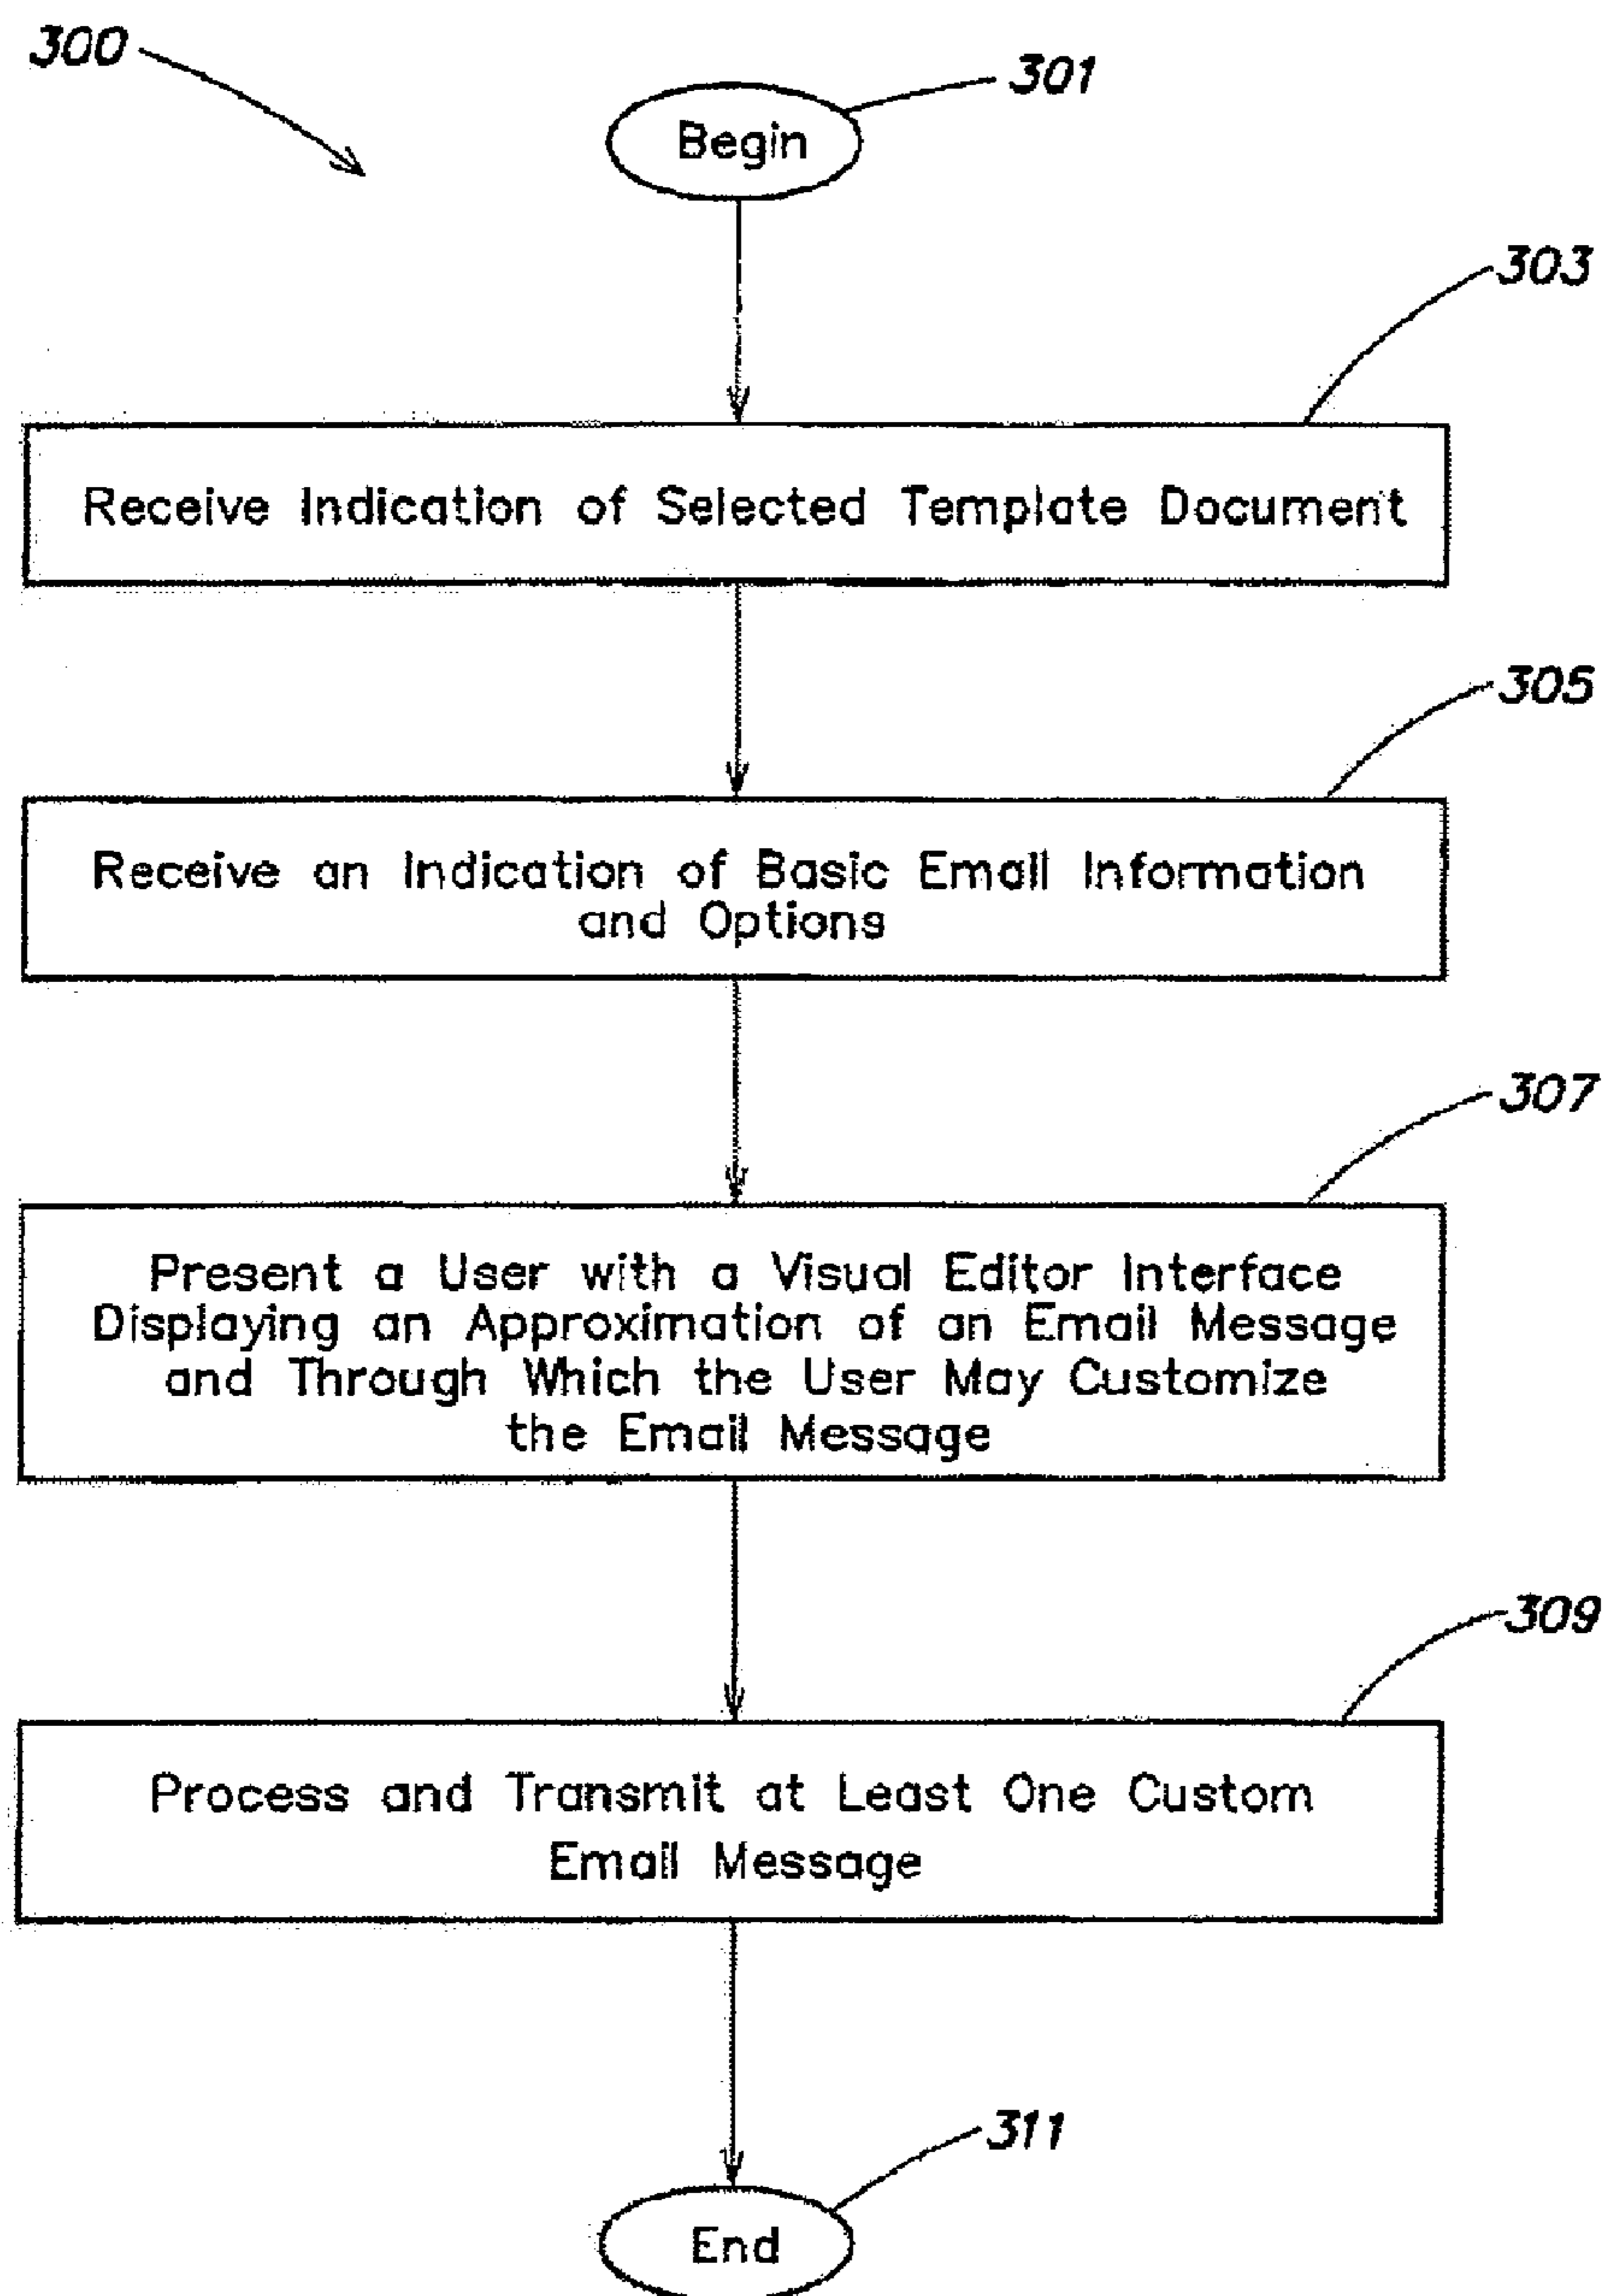 300
301
Begin
303
Receive Indication of Selected Template Document
305
Receive an Indication of Basic Email Information
and Options
307
Present a User with a Visual Editor Interface
Displaying an Approximation of an Email Message
and Through Which the User May Customize
the Email Message
309
Process and Transmit at Least One Custom
Email Message
311
End